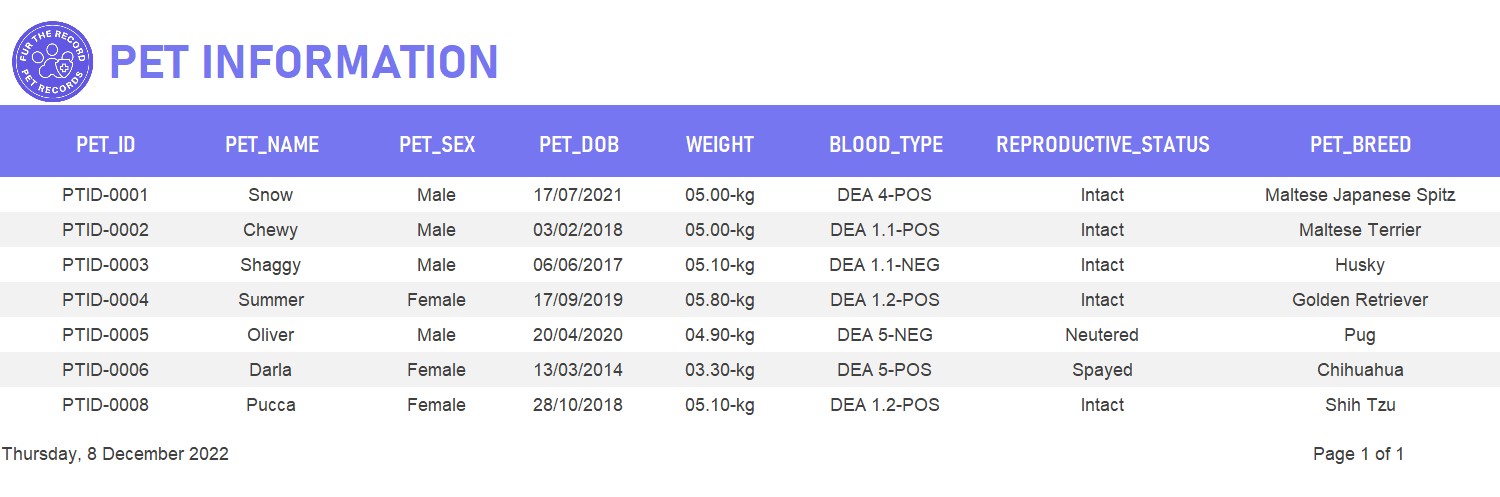 FUR THE RECORD
PET RECORDS
PET INFORMATION
PET_ID PET_NAME PET_SEX PET_DOB WEIGHT BLOOD_TYPE REPRODUCTIVE_STATUS PET_BREED
PTID-0001 Snow Male 17/07/2021 05.00-kg DEA 4-POS Intact Maltese Japanese Spitz
PTID-0002 Chewy Male 03/02/2018 05.00-kg DEA 1.1-POS Intact Maltese Terrier
PTID-0003 Shaggy Male 06/06/2017 05.10-kg DEA 1.1-NEG Intact Husky
PTID-0004 Summer Female 17/09/2019 05.80-kg DEA 1.2-POS Intact Golden Retriever
PTID-0005 Oliver Male 20/04/2020 04.90-kg DEA 5-NEG Neutered Pug
PTID-0006 Darla Female 13/03/2014 03.30-kg DEA 5-POS Spayed Chihuahua
PTID-0008 Pucca Female 28/10/2018 05.10-kg DEA 1.2-POS Intact Shih Tzu
Thursday, 8 December 2022 Page 1 of 1